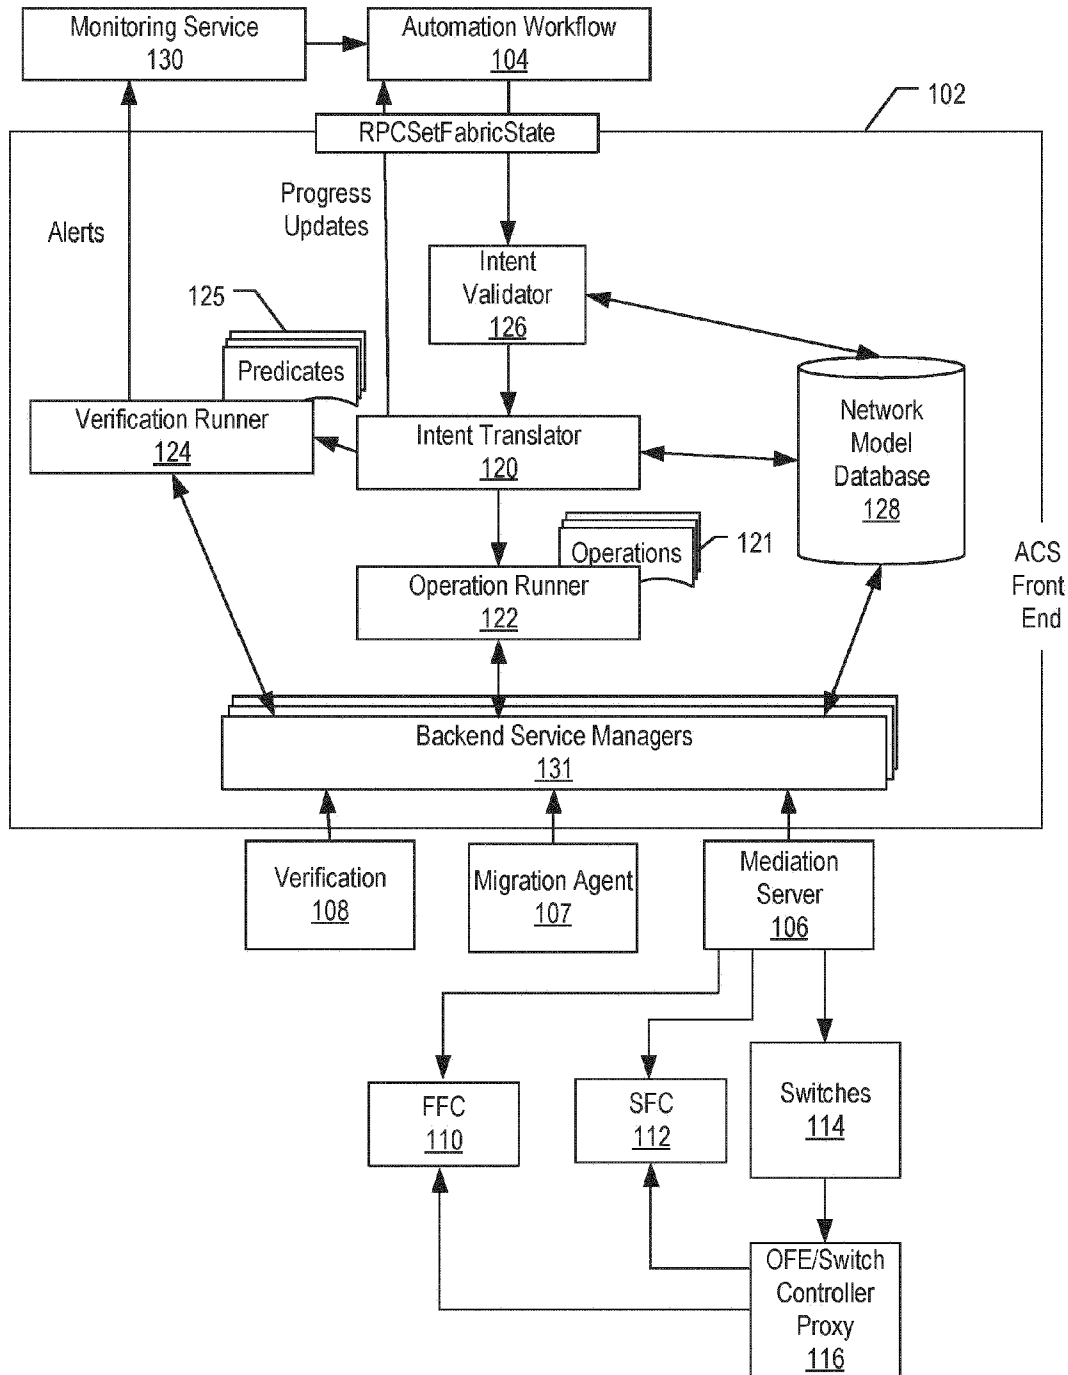 Monitoring Service
130
Automation Workflow
104
102
RPCSetFabricState
Progress
Updates
Alerts
Intent
Validator
126
125
Predicates
Verification Runner
124
Intent Translator
120
Network
Model
Database
128
Operations
121
Operation Runner
122
ACS
Front
End
Backend Service Managers
131
Verification
108
Migration Agent
107
Mediation
Server
106
FFC
110
SFC
112
Switches
114
OFE/Switch
Controller
Proxy
116